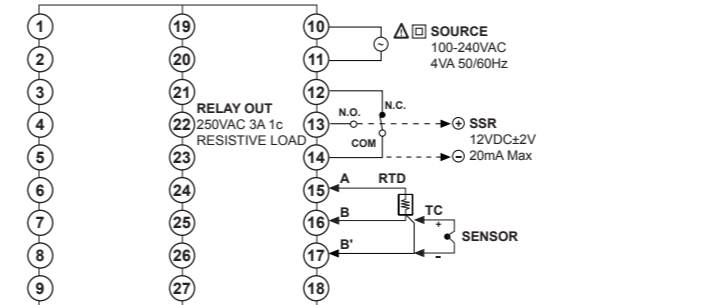 1 19 10
SOURCE
100-240VAC
2 20 11
4VA 50/60Hz
3 21 12
RELAY OUT
N.O. N.C.
4 22 250VAC 3A 1c 13 SSR
RESISTIVE LOAD COM 12VDC±2V
5 23 14 20mA Max
6 24 15 A RTD
7 25 16 B TC
+
SENSOR
8 26 17 B' -
9 27 18